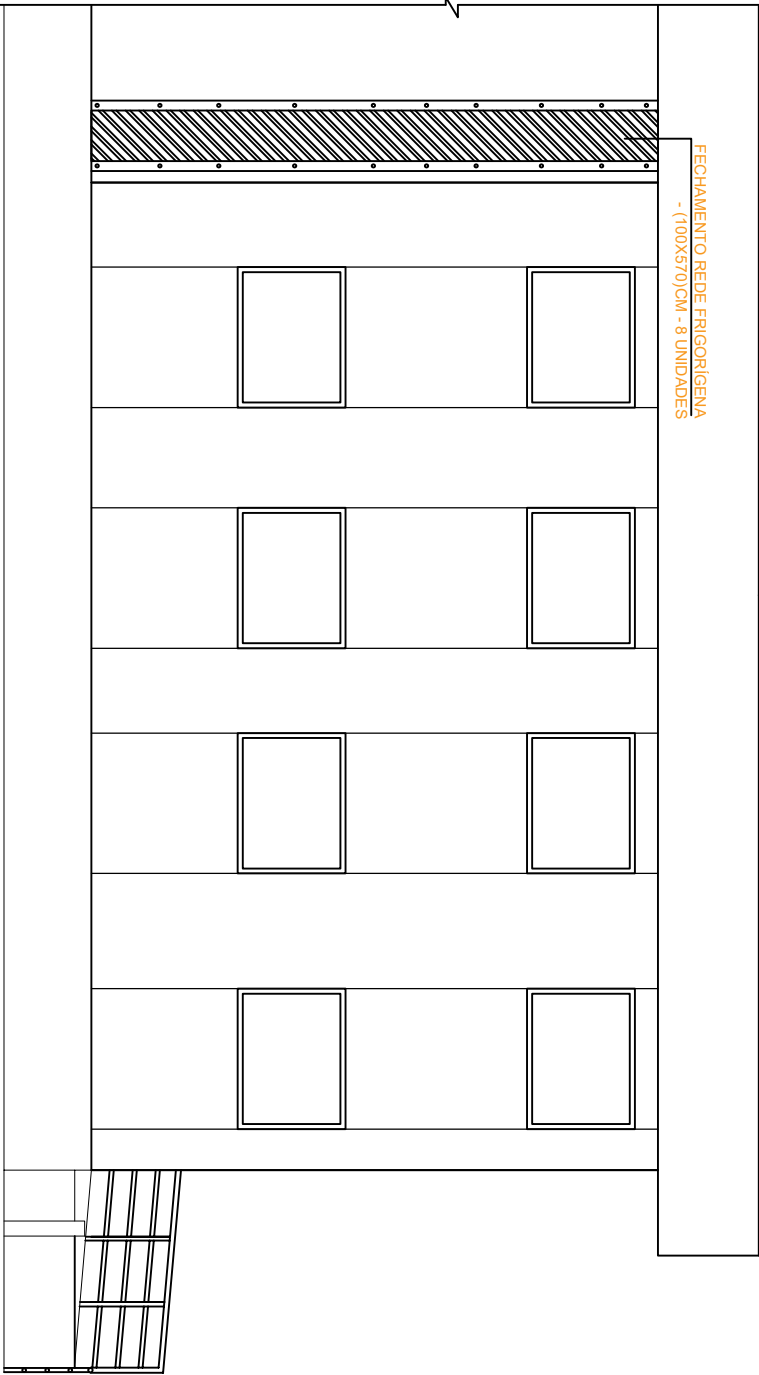 FECHAMENTO REDE FRIGORÍGENA
- (100X570)CM - 8 UNIDADES